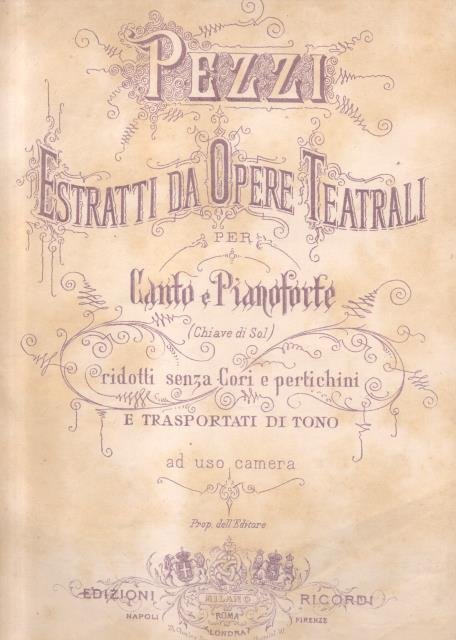 PEZZI
ESTRATTI DA OPERE TEATRALI
PER
Canto e Pianoforte
(Chiave di Sol)
ridotti senza Cori e pertichini
E TRASPORTATI DI TONO
ad uso camera
Prop. dell'Editore
EDIZIONI MILANO RICORDI
NAPOLI ROMA FIRENZE
LONDRA